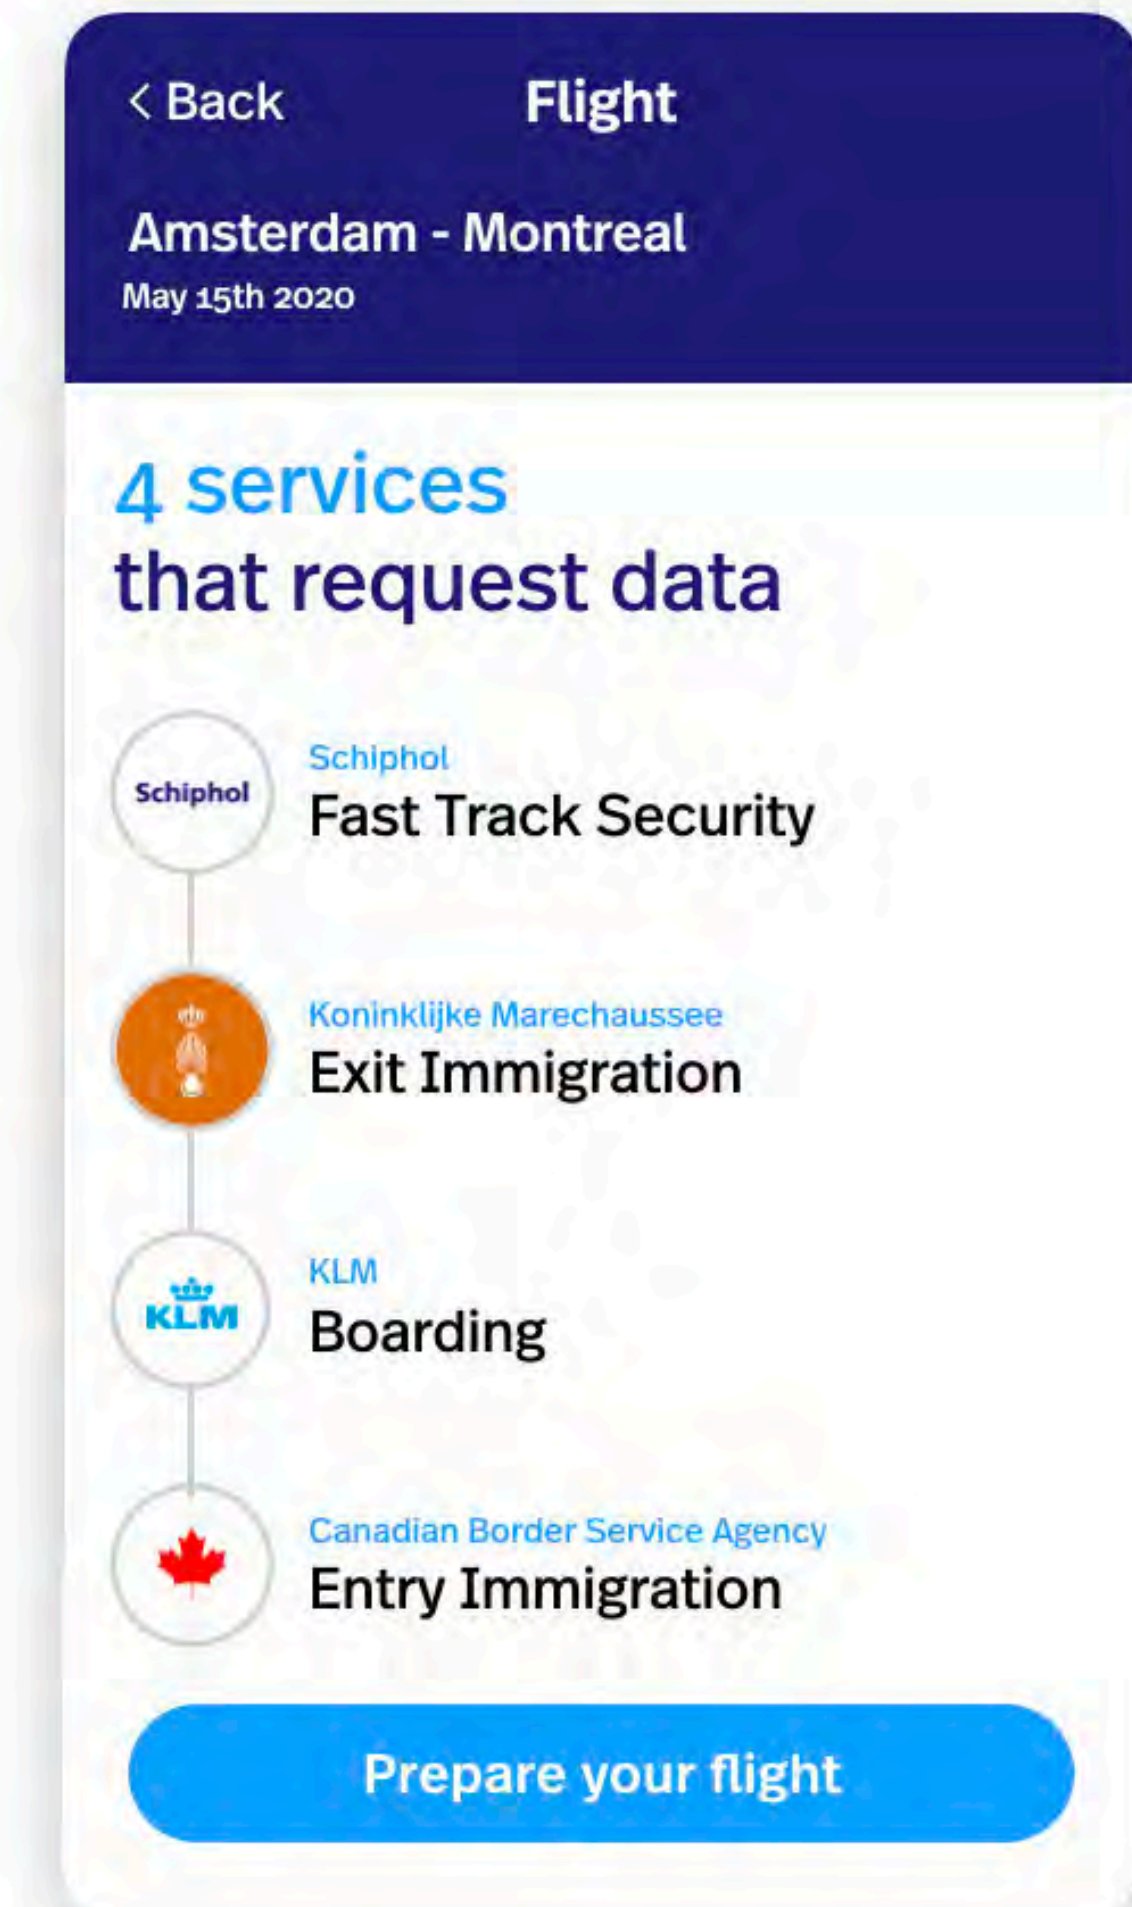 < Back
Flight
Amsterdam - Montreal
May 15th 2020
4 services
that request data
Schiphol
Schiphol
Fast Track Security
Koninklijke Marechaussee
Exit Immigration
KLM
KLM
Boarding
Canadian Border Service Agency
Entry Immigration
Prepare your flight